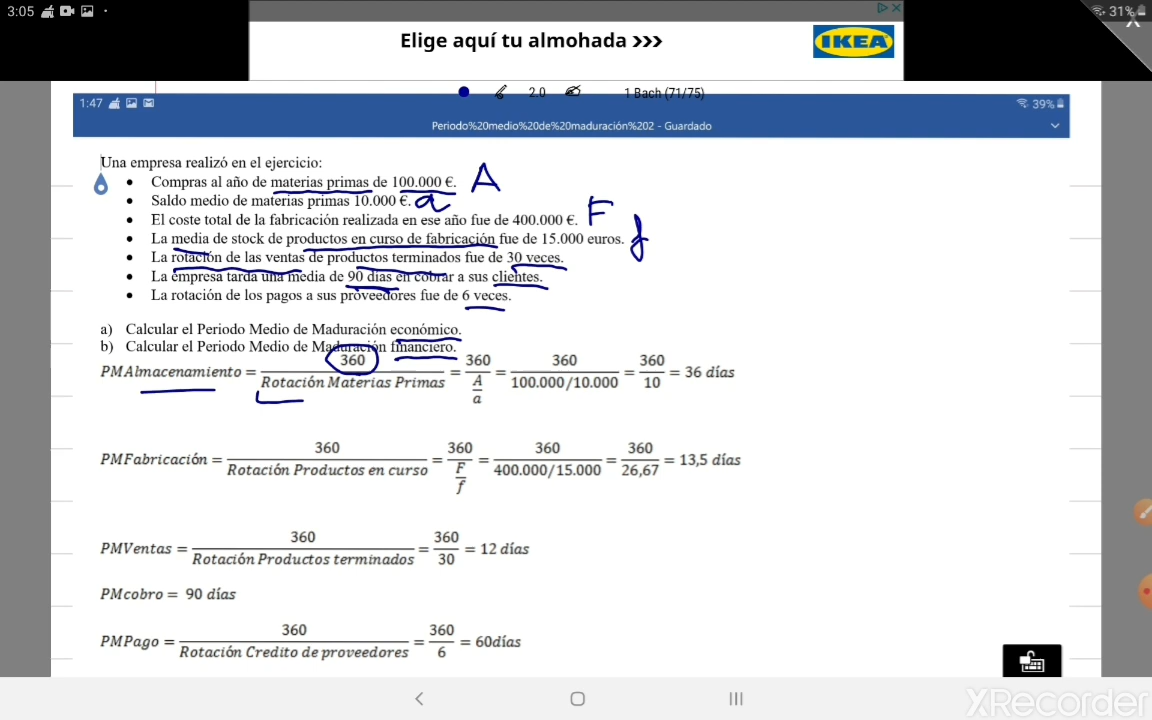 3:05
31%
X
Elige aquí tu almohada >>>
IKEA
2.0
1 Bach (71/75)
1:47
39%
Periodo%20medio%20de%20maduración%202 - Guardado
Una empresa realizó en el ejercicio:
• Compras al año de materias primas de 100.000 €. A
• Saldo medio de materias primas 10.000 €. a
• El coste total de la fabricación realizada en ese año fue de 400.000 €. F
• La media de stock de productos en curso de fabricación fue de 15.000 euros. f
• La rotación de las ventas de productos terminados fue de 30 veces.
• La empresa tarda una media de 90 días en cobrar a sus clientes.
• La rotación de los pagos a sus proveedores fue de 6 veces.
a) Calcular el Periodo Medio de Maduración económico.
b) Calcular el Periodo Medio de Maduración financiero.
PMAlmacenamiento = 360 / Rotación Materias Primas = 360 / (A / a) = 360 / 100.000/10.000 = 360 / 10 = 36 días
PMFabricación = 360 / Rotación Productos en curso = 360 / (F / f) = 360 / 400.000/15.000 = 360 / 26,67 = 13,5 días
PMVentas = 360 / Rotación Productos terminados = 360 / 30 = 12 días
PMcobro = 90 días
PMPago = 360 / Rotación Credito de proveedores = 360 / 6 = 60días
XRecorder